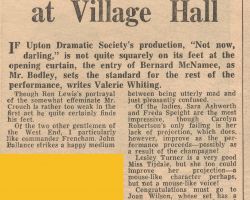 at Village Hall
IF Upton Dramatic Society's production, "Not now,
darling," is not quite squarely on its feet at the
opening curtain, the entry of Bernard McNamee, as
Mr. Bodley, sets the standard for the rest of the
performance, writes Valerie Whiting.
Though Ron Lewis's portrayal
of the somewhat effeminate Mr.
Crouch is rather too weak in the
first act he quite certainly finds
his feet.
Of the two other gentlemen of
the West End, I particularly
like commander Frencham. John
Ballance strikes a happy medium
between being utterly mad and
just pleasantly confused.
Of the ladies, Sara Ashworth
and Freda Speight are the most
impressive, though Carolyn
Robertson's only failing is her
lack of projection, which does,
however, improve as the per-
formance proceeds—possibly as a
result of the champagne!
Lesley Turner is a very good
Miss Tipdale, but she too could
improve her projection—a
mouse-like character perhaps,
but not a mouse-like voice!
Congratulations must go to
Joan Wilson, whose set has a